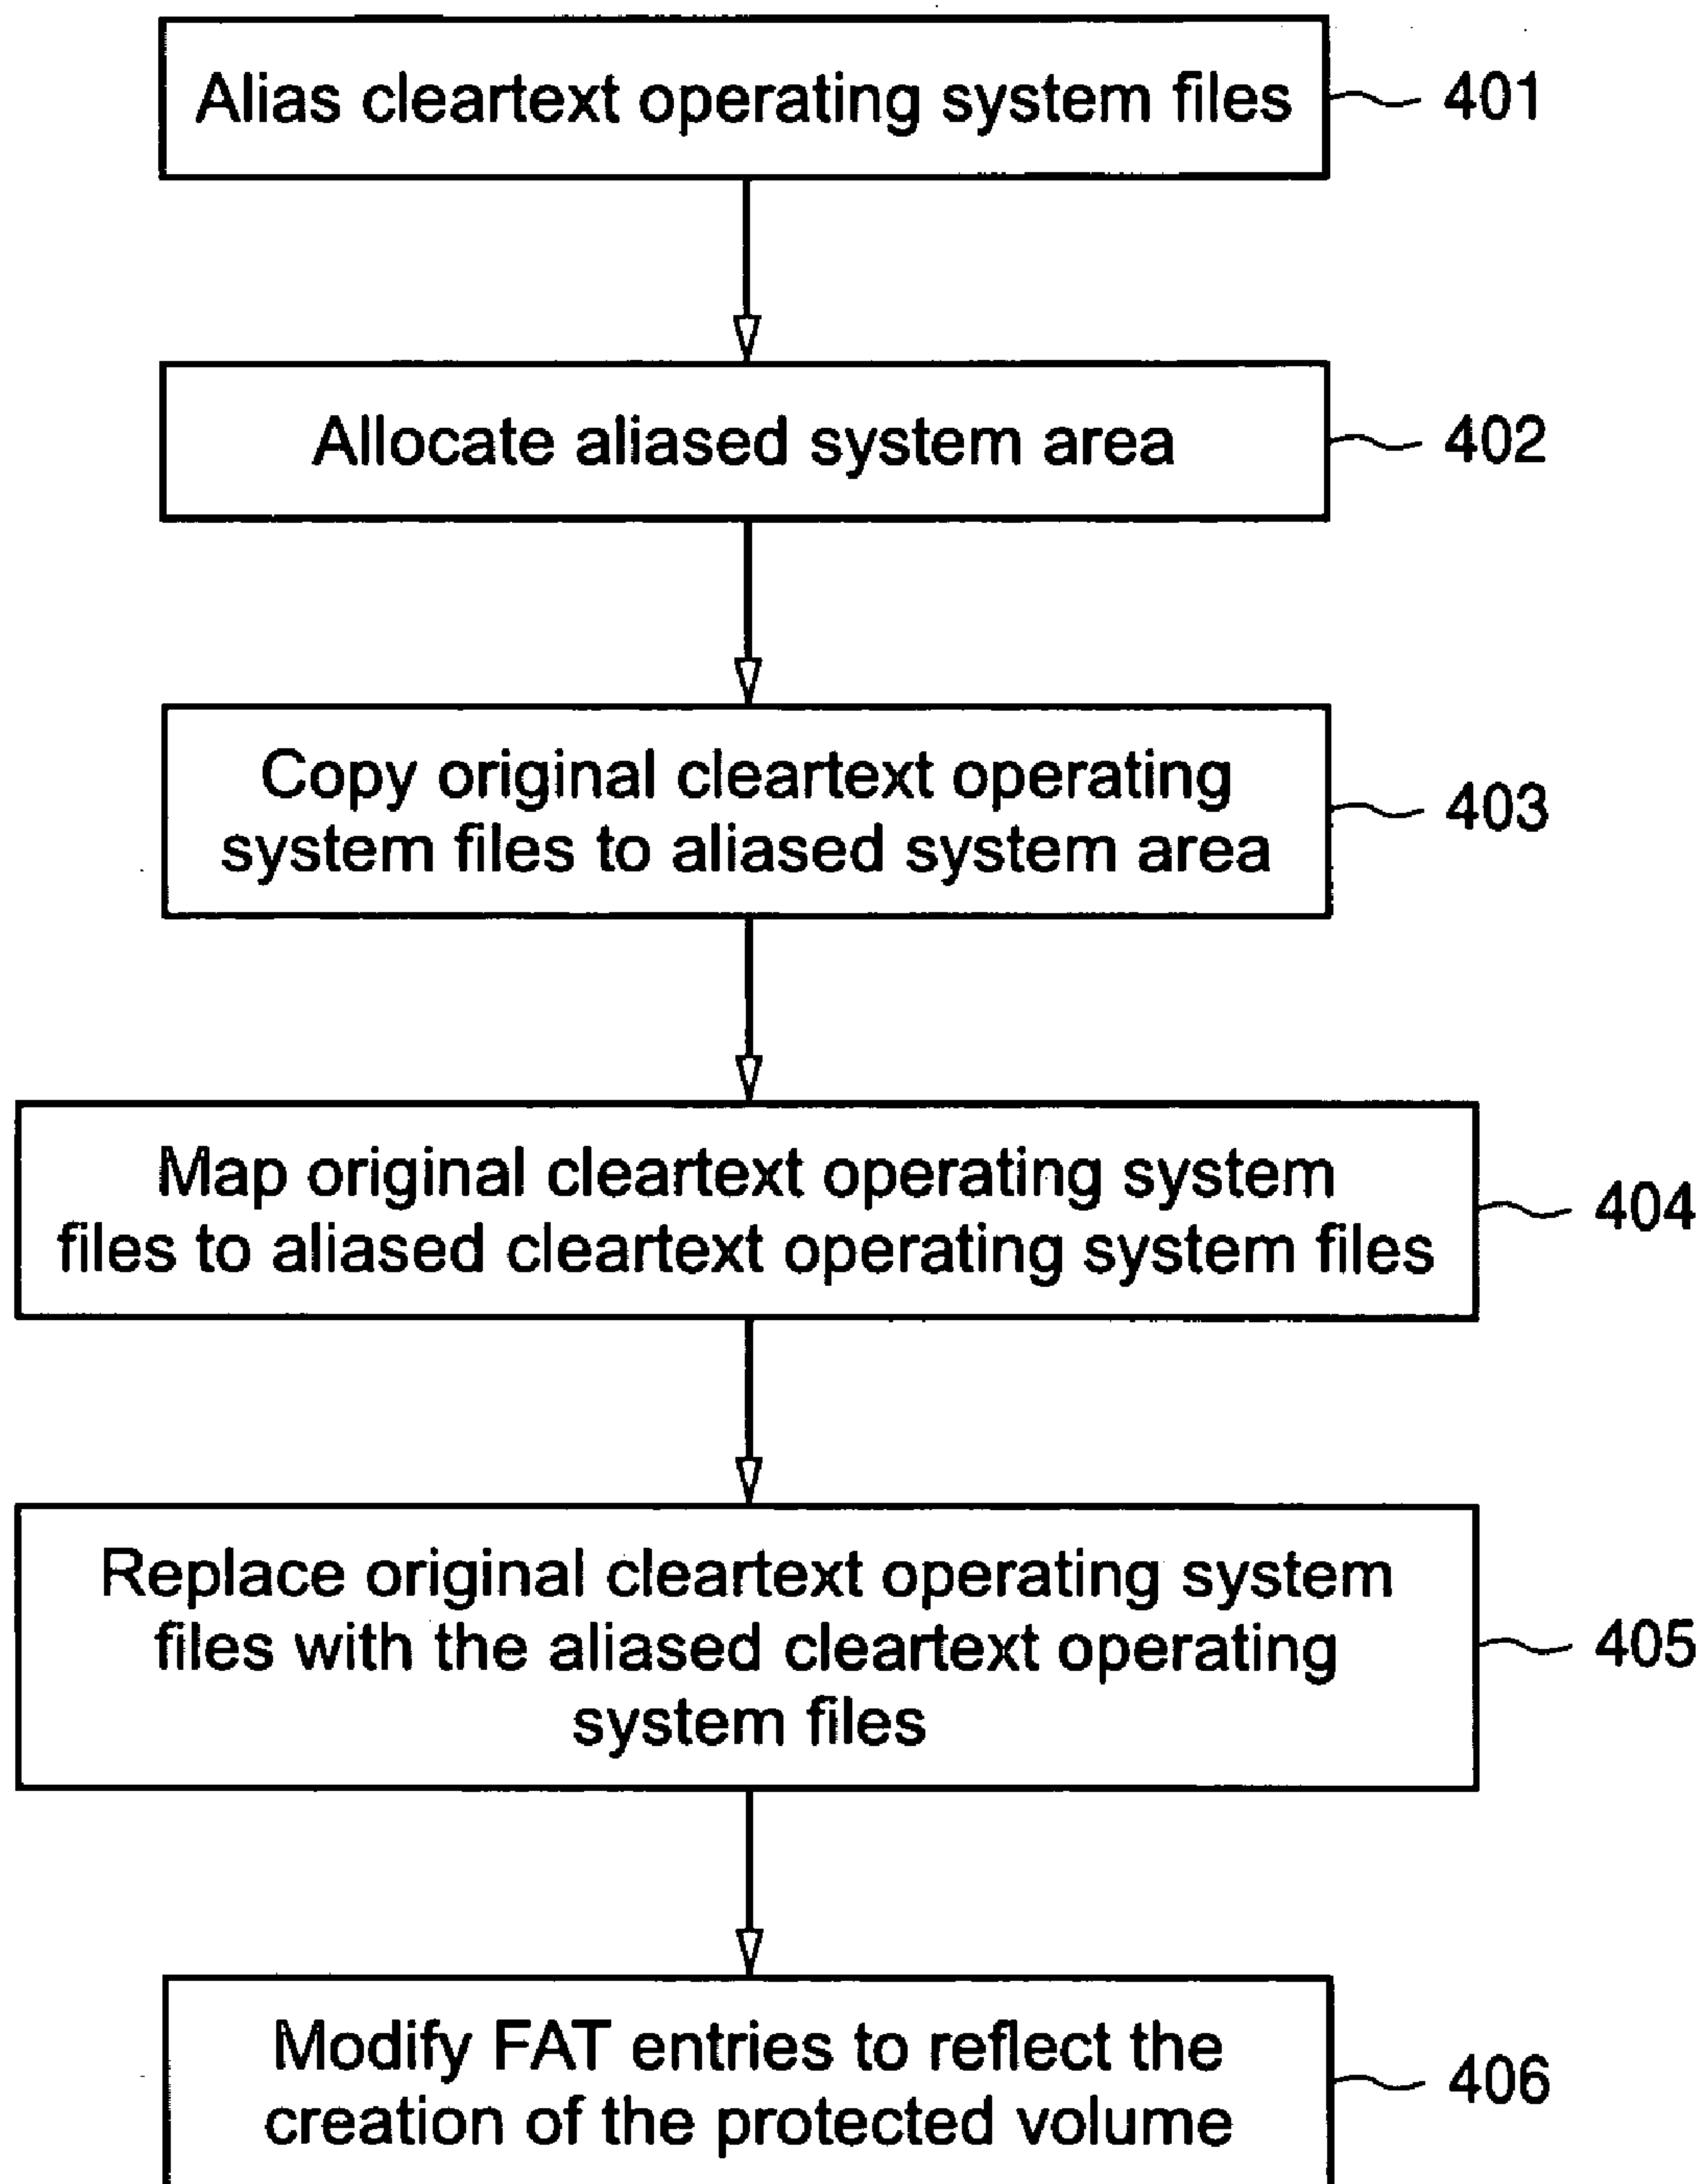 Alias cleartext operating system files
401
Allocate aliased system area
402
Copy original cleartext operating
system files to aliased system area
403
Map original cleartext operating system
files to aliased cleartext operating system files
404
Replace original cleartext operating system
files with the aliased cleartext operating
system files
405
Modify FAT entries to reflect the
creation of the protected volume
406